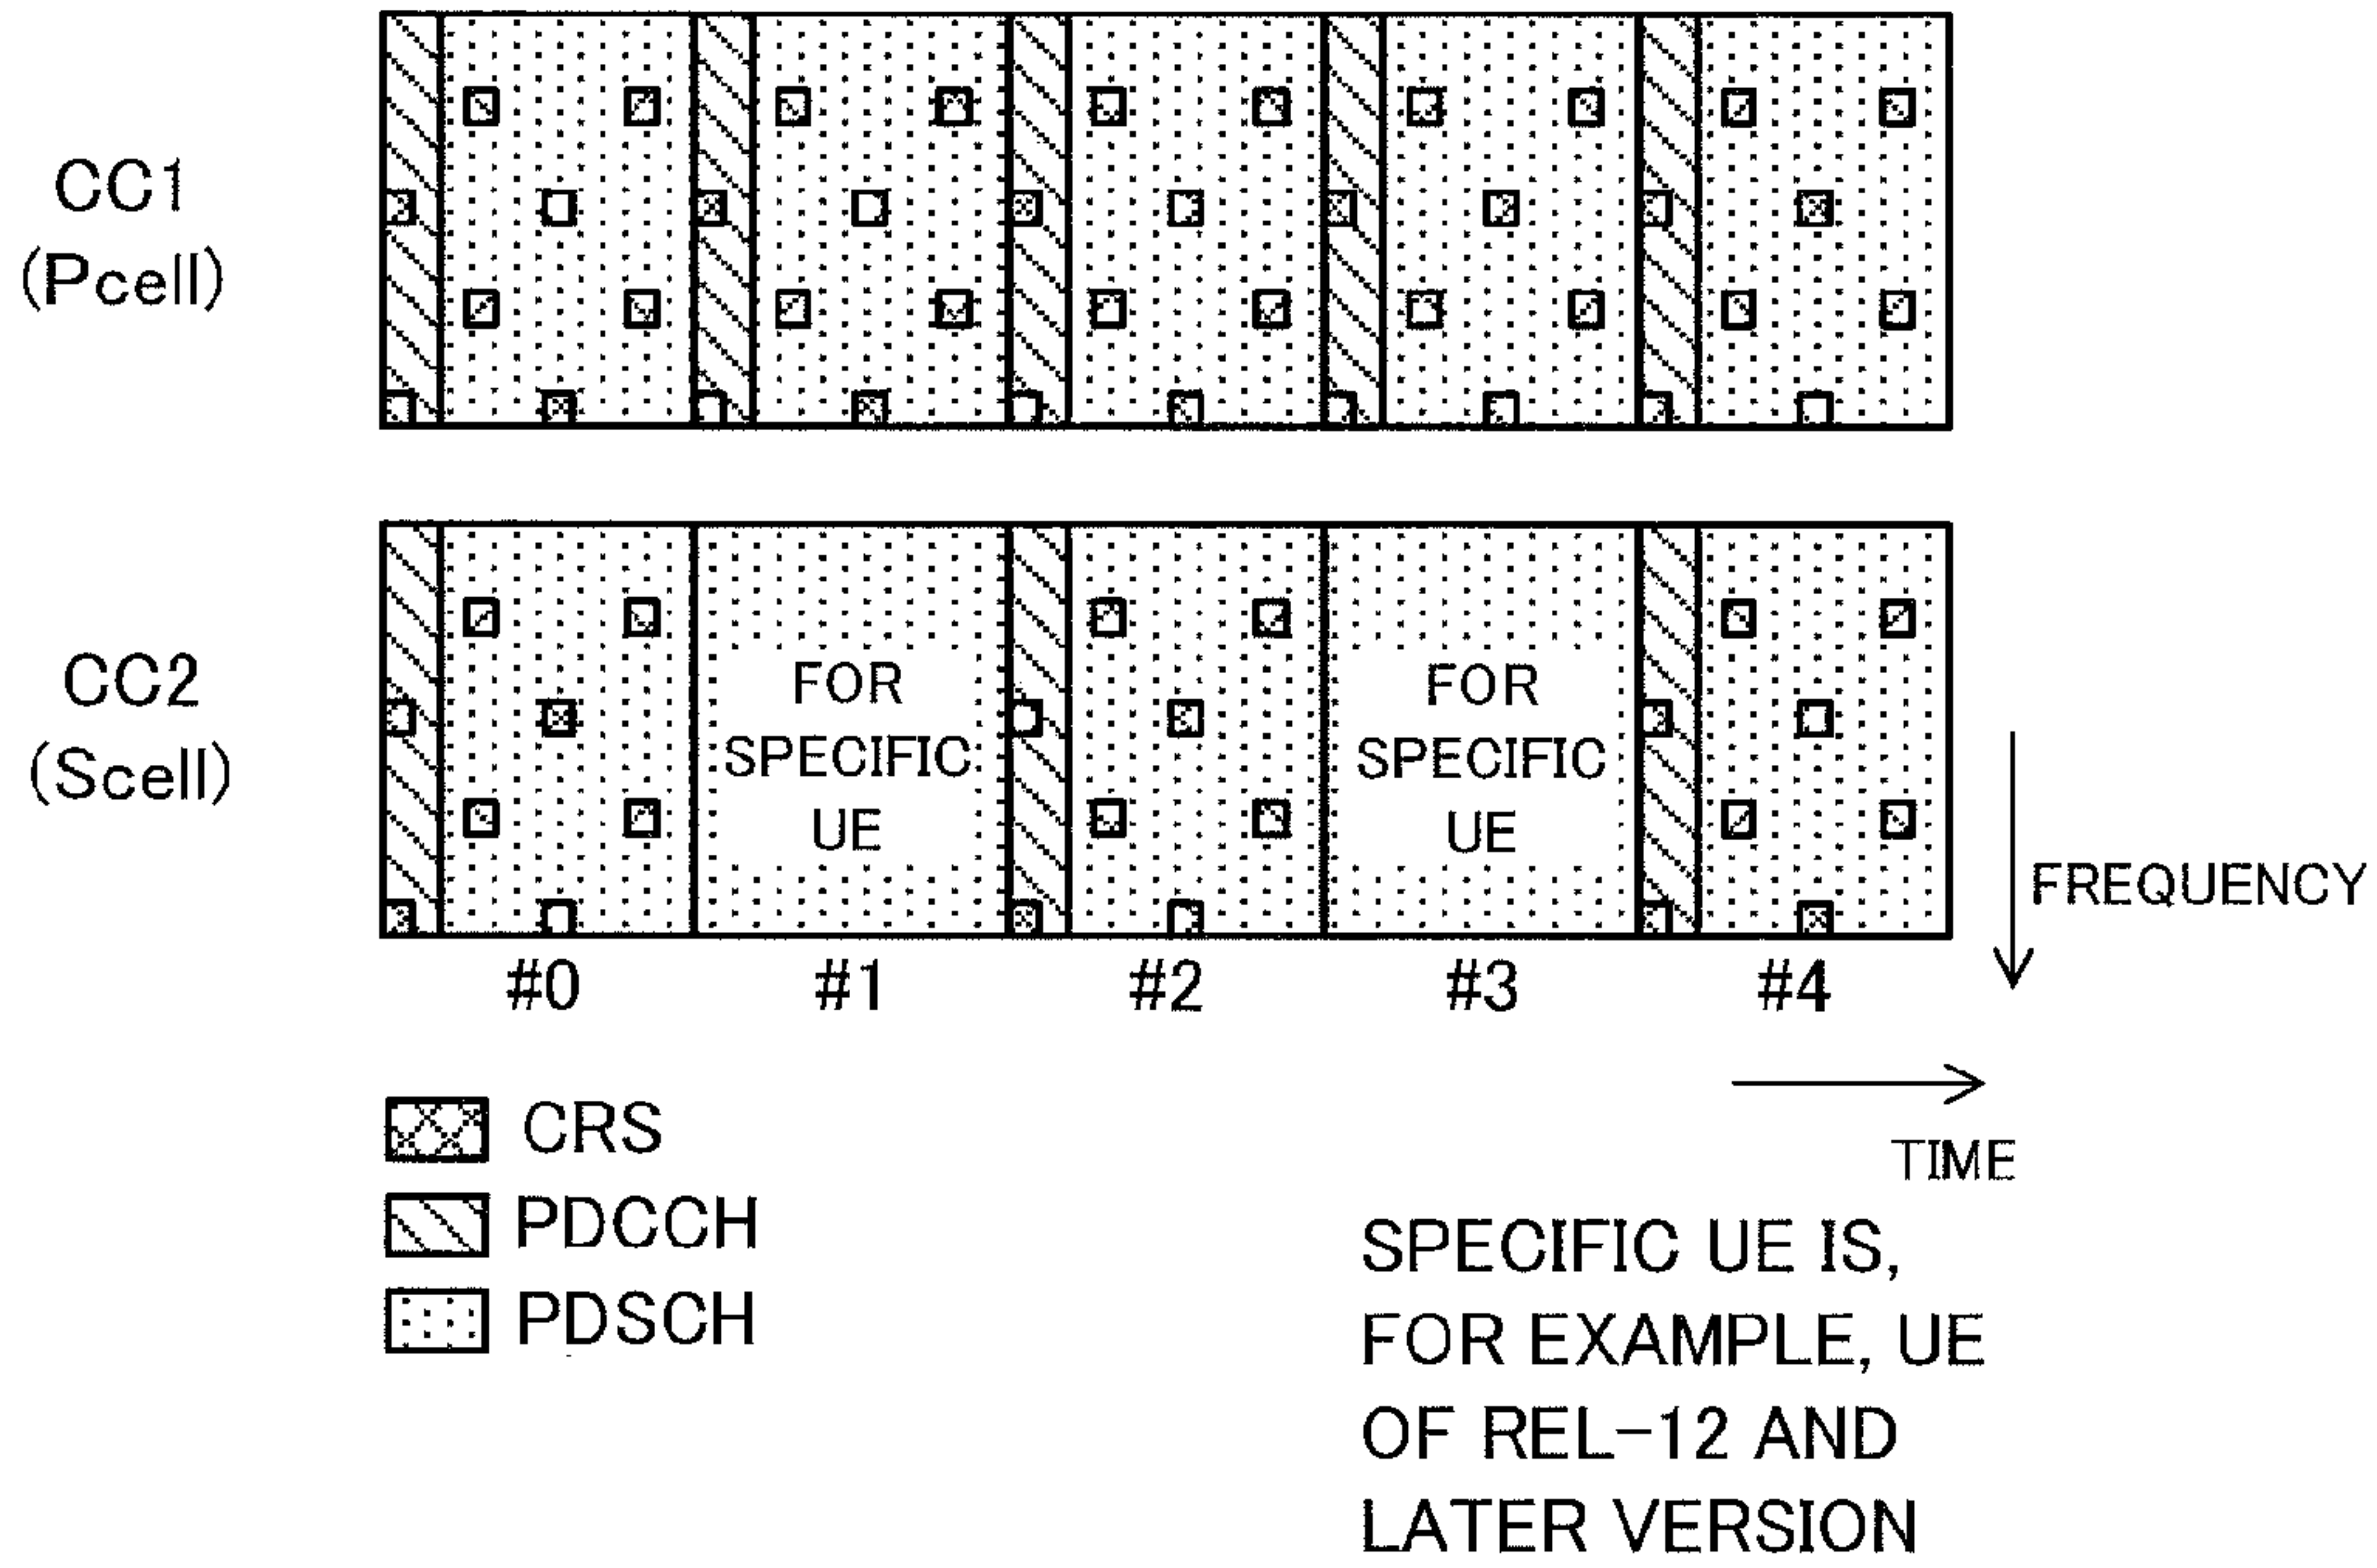 CC1
(Pcell)
CC2
(Scell)
FOR
SPECIFIC
UE
FOR
SPECIFIC
UE
FREQUENCY
#0 #1 #2 #3 #4
TIME
CRS
PDCCH
PDSCH
SPECIFIC UE IS,
FOR EXAMPLE, UE
OF REL-12 AND
LATER VERSION